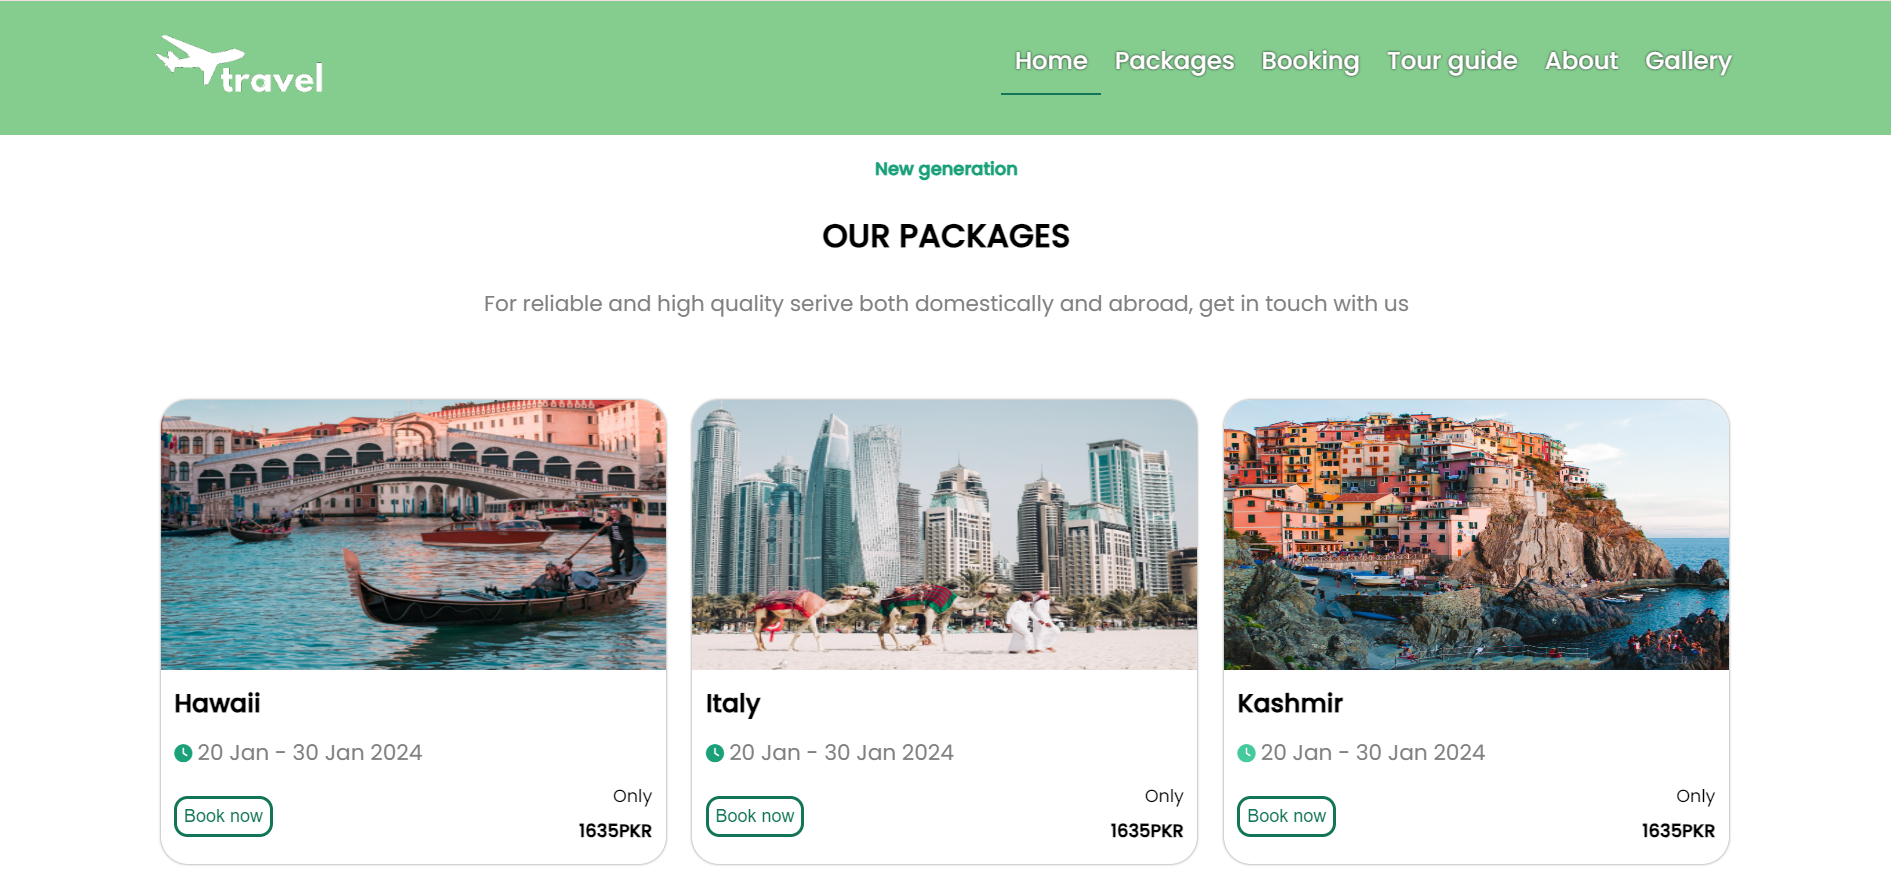 travel
Home Packages Booking Tour guide About Gallery
New generation
OUR PACKAGES
For reliable and high quality serive both domestically and abroad, get in touch with us
Hawaii
20 Jan - 30 Jan 2024
Only
Book now
1635PKR
Italy
20 Jan - 30 Jan 2024
Only
Book now
1635PKR
Kashmir
20 Jan - 30 Jan 2024
Only
Book now
1635PKR